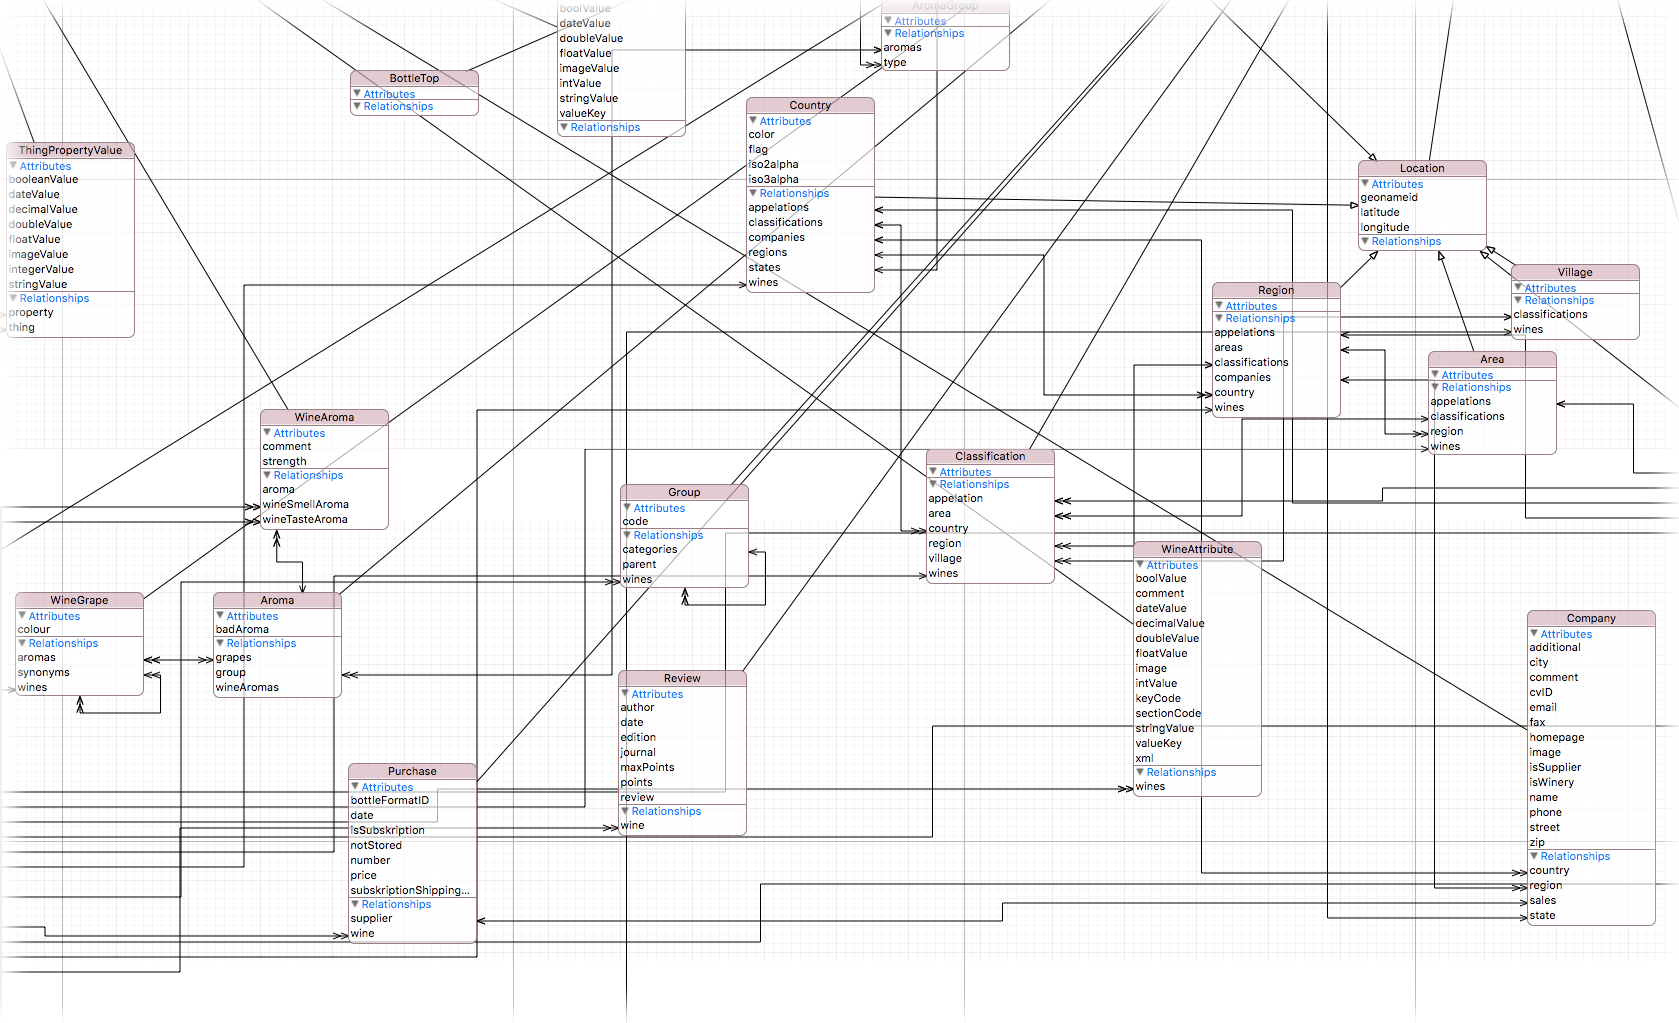 boolValue
dateValue
doubleValue
floatValue
imageValue
intValue
stringValue
valueKey
Relationships
AromaGroup
Attributes
Relationships
aromas
type
BottleTop
Attributes
Relationships
Country
Attributes
color
flag
iso2alpha
iso3alpha
Relationships
appelations
classifications
companies
regions
states
wines
ThingPropertyValue
Attributes
booleanValue
dateValue
decimalValue
doubleValue
floatValue
imageValue
integerValue
stringValue
Relationships
property
thing
Location
Attributes
geonameid
latitude
longitude
Relationships
Village
Attributes
Relationships
classifications
wines
Region
Attributes
Relationships
appelations
areas
classifications
companies
country
wines
Area
Attributes
Relationships
appelations
classifications
region
wines
WineAroma
Attributes
comment
strength
Relationships
aroma
wineSmellAroma
wineTasteAroma
Classification
Attributes
Relationships
appelation
area
country
region
village
wines
Group
Attributes
code
Relationships
categories
parent
wines
WineAttribute
Attributes
boolValue
comment
dateValue
decimalValue
doubleValue
floatValue
image
intValue
keyCode
sectionCode
stringValue
valueKey
xml
Relationships
wines
WineGrape
Attributes
colour
Relationships
aromas
synonyms
wines
Aroma
Attributes
badAroma
Relationships
grapes
group
wineAromas
Company
Attributes
additional
city
comment
cvID
email
fax
homepage
image
isSupplier
isWinery
name
phone
street
zip
Relationships
country
region
sales
state
Review
Attributes
author
date
edition
journal
maxPoints
points
review
Relationships
wine
Purchase
Attributes
bottleFormatID
date
isSubskription
notStored
number
price
subskriptionShipping...
Relationships
supplier
wine